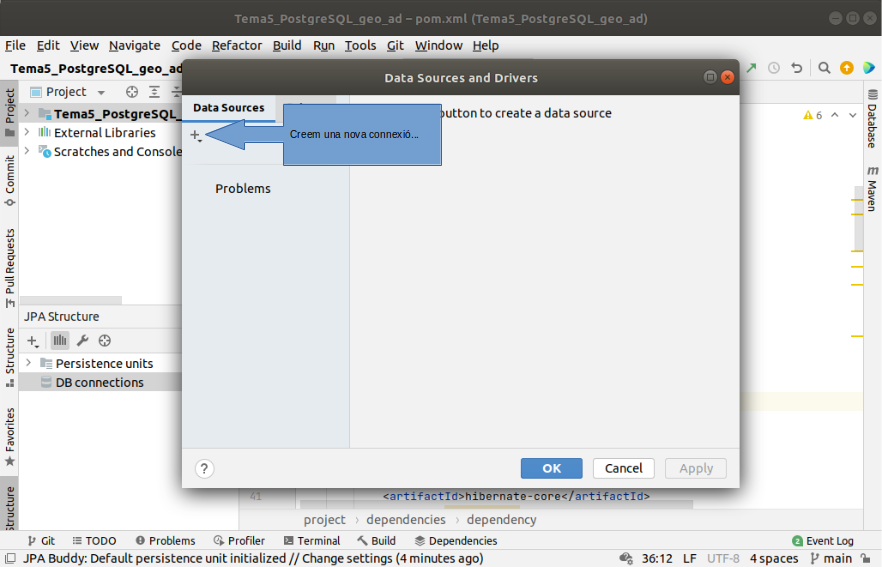 Tema5_PostgreSQL_geo_ad – pom.xml (Tema5_PostgreSQL_geo_ad)
File Edit View Navigate Code Refactor Build Run Tools Git Window Help
Tema5_PostgreSQL_geo_ad
Data Sources and Drivers
Project
Project
Data Sources
button to create a data source
6
Database
Tema5_PostgreSQL_
External Libraries
Creem una nova connexió...
Scratches and Console
Commit
Maven
Problems
Pull Requests
JPA Structure
Structure
Persistence units
DB connections
Favorites
?
OK Cancel Apply
Structure
41 <artifactId>hibernate-core</artifactId>
project > dependencies > dependency
Git TODO Problems Profiler Terminal Build Dependencies 2 Event Log
JPA Buddy: Default persistence unit initialized // Change settings (4 minutes ago) 36:12 LF UTF-8 4 spaces main